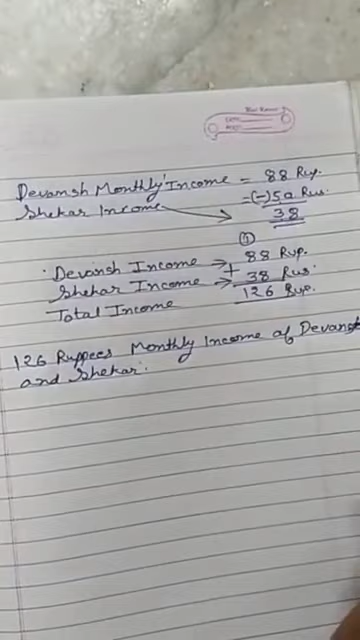 Devansh Monthly Income = 88 Rup.
Shekar Income = (-) 50 Rus.
38
①
Devansh Income → 88 Rup.
Shekar Income → + 38 Rus.
Total Income 126 Rup.
126 Ruppees Monthly Income of Devansh
and Shekar.